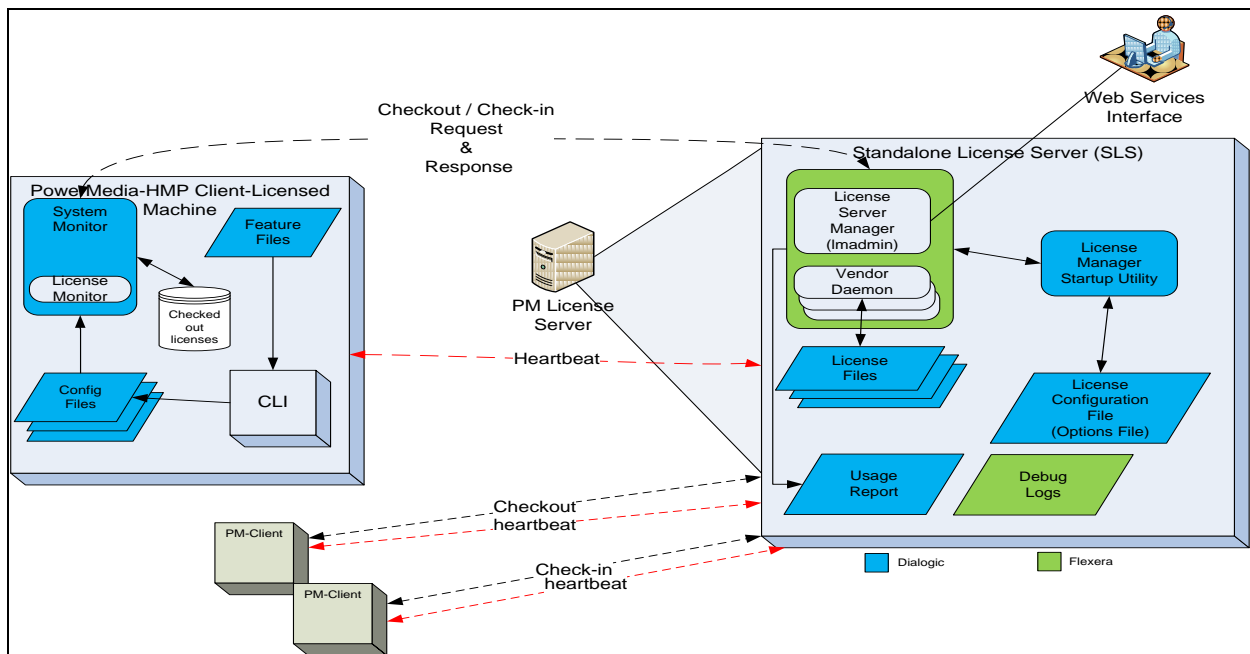 Web Services
Interface
Checkout / Check-in
Request
&
Response
Standalone License Server (SLS)
PowerMedia-HMP Client-Licensed
Machine
System
Monitor
License Monitor
Feature
Files
Checked
out
licenses
Config
Files
CLI
PM License
Server
Heartbeat
License
Server
Manager
(lmadmin)
Vendor
Daemon
License
Manager
Startup Utility
License
Files
License
Configuration
File
(Options File)
Usage
Report
Debug
Logs
Checkout
heartbeat
PM-Client
Check-in
heartbeat
PM-Client
Dialogic
Flexera